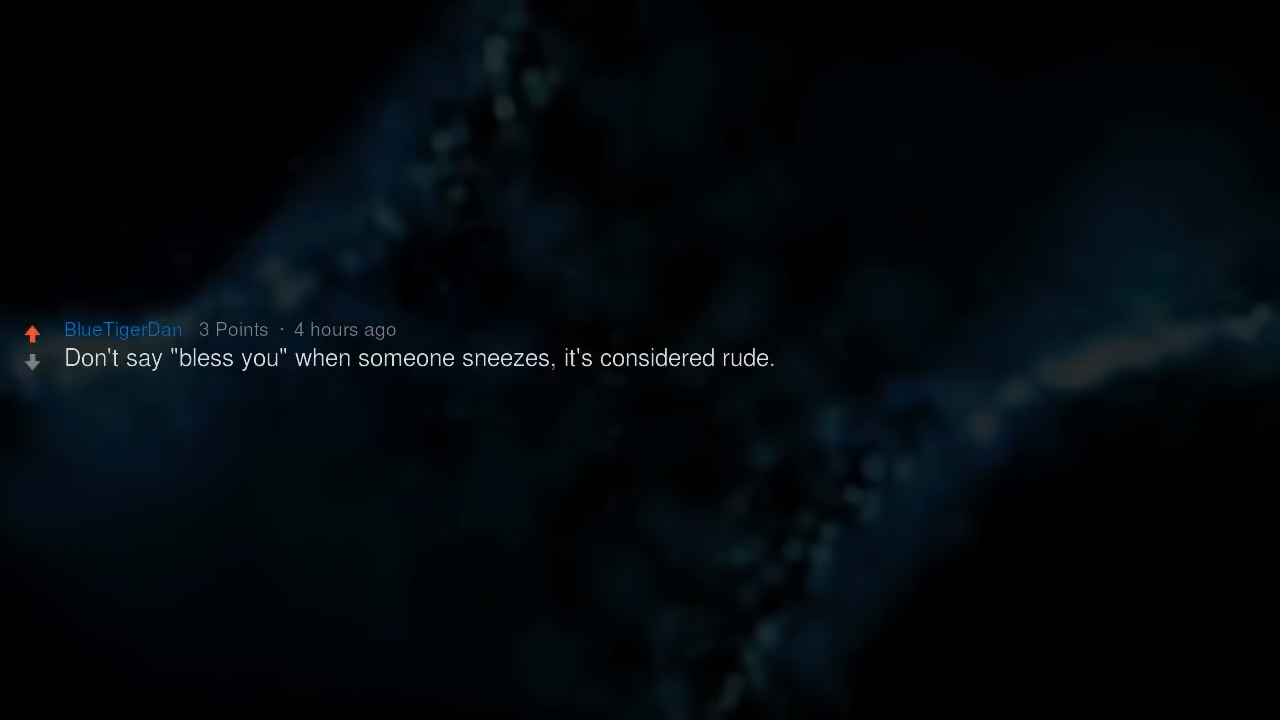 BlueTigerDan 3 Points · 4 hours ago
Don't say "bless you" when someone sneezes, it's considered rude.